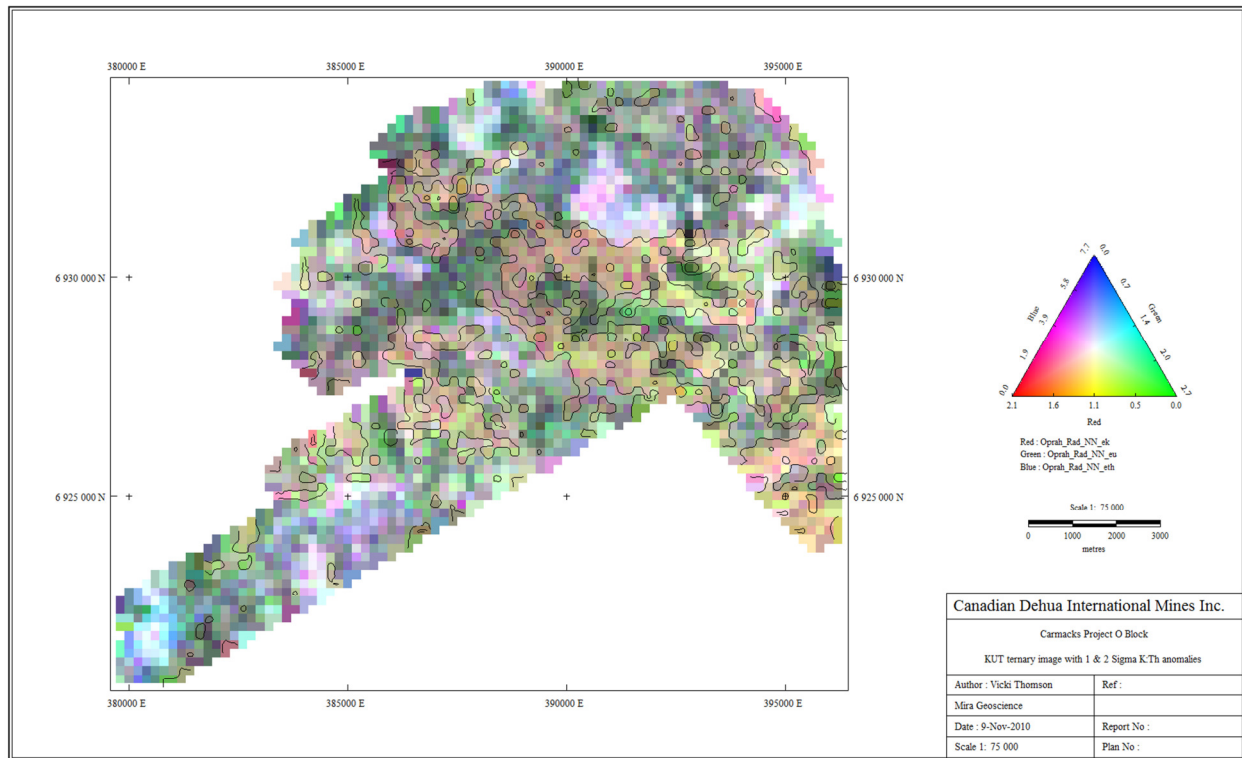 380000 E 385000 E 390000 E 395000 E
6 930 000 N 6 930 000 N
6 925 000 N 6 925 000 N
380000 E 385000 E 390000 E 395000 E
7.7 0.0
5.8 0.7
Blue Green
3.9 1.4
1.9 2.0
0.0 2.7
2.1 1.6 1.1 0.5 0.0
Red
Red : Oprah_Rad_NN_ek
Green : Oprah_Rad_NN_eu
Blue : Oprah_Rad_NN_eth
Scale 1: 75 000
0 1000 2000 3000
metres
Canadian Dehua International Mines Inc.
Carmacks Project O Block
KUT ternary image with 1 & 2 Sigma K:Th anomalies
Author : Vicki Thomson Ref :
Mira Geoscience
Date : 9-Nov-2010 Report No :
Scale 1: 75 000 Plan No :